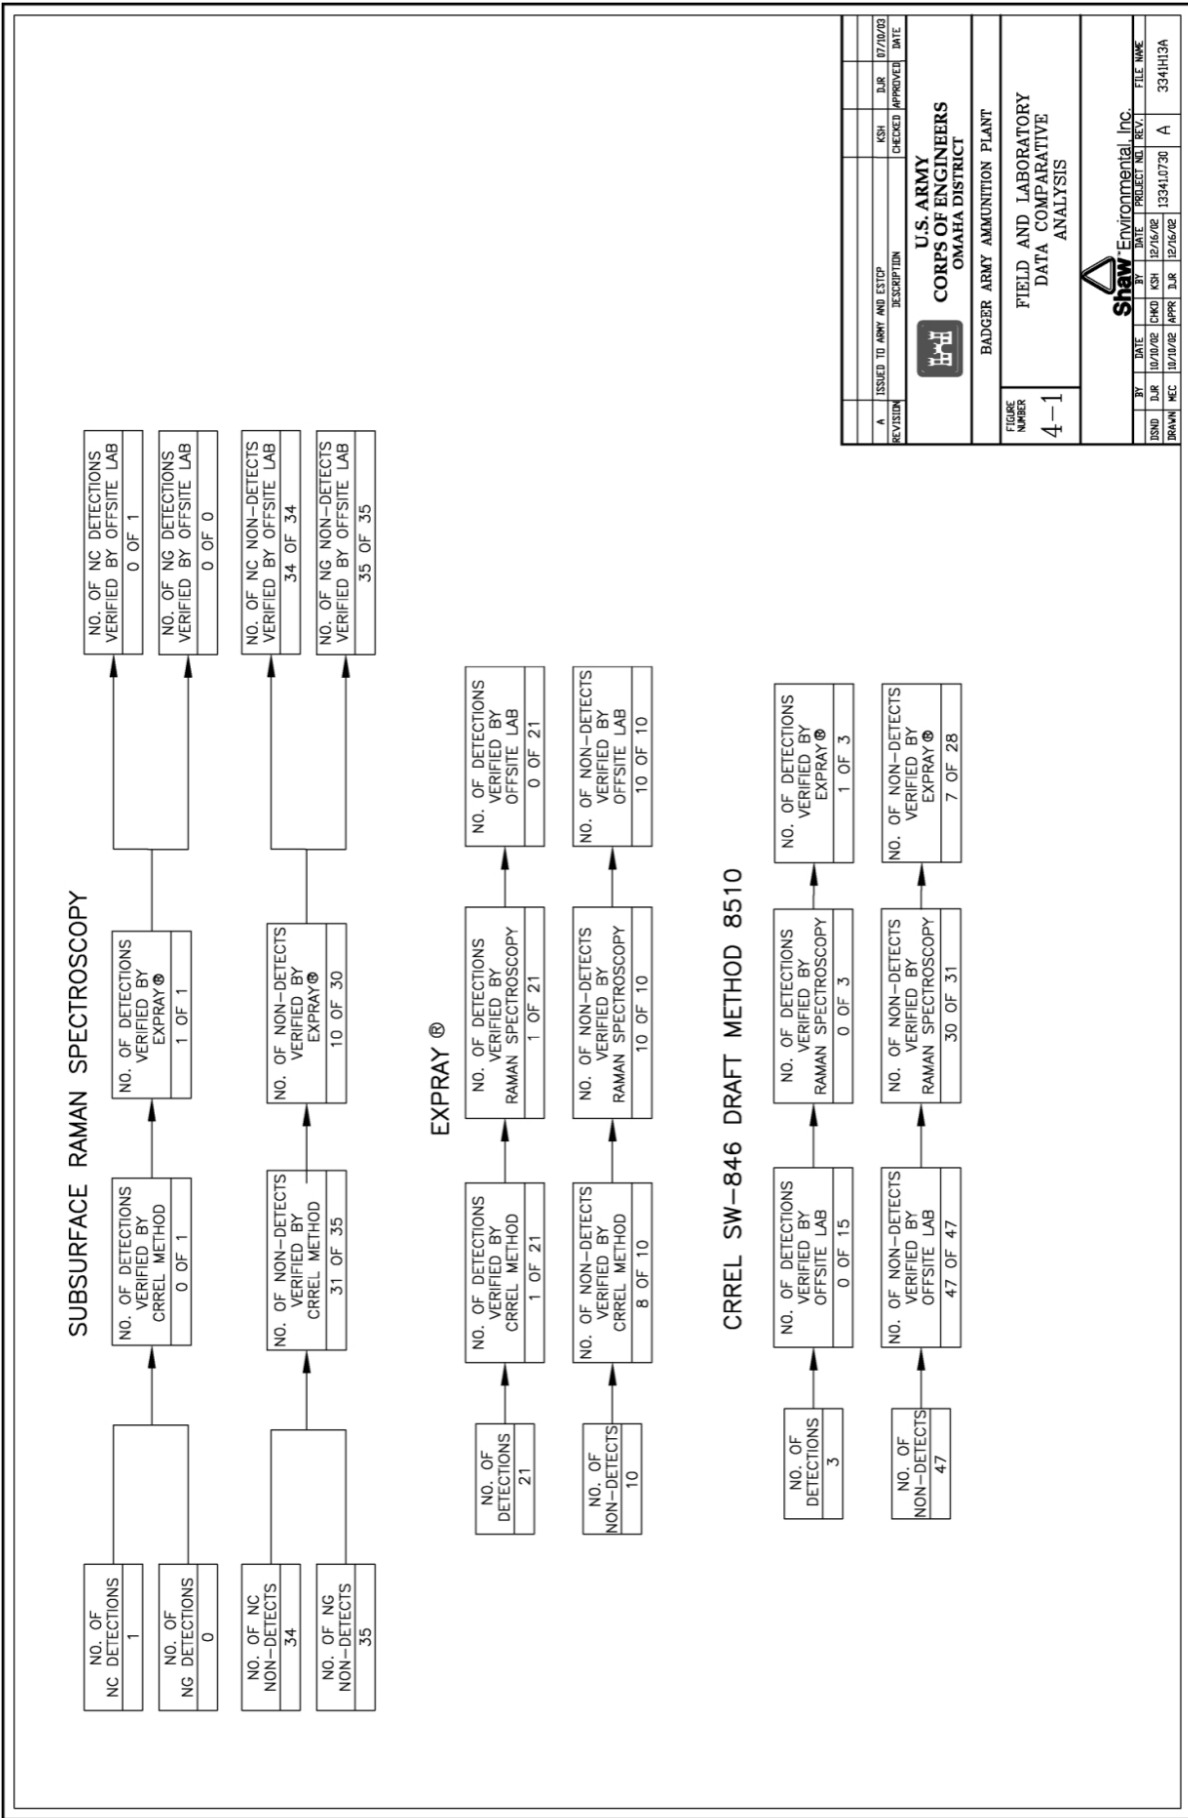 SUBSURFACE RAMAN SPECTROSCOPY
NO. OF
NC DETECTIONS
1
NO. OF
NG DETECTIONS
0
NO. OF DETECTIONS
VERIFIED BY
CRREL METHOD
0 OF 1
NO. OF DETECTIONS
VERIFIED BY
EXPRAY®
1 OF 1
NO. OF NC DETECTIONS
VERIFIED BY OFFSITE LAB
0 OF 1
NO. OF NG DETECTIONS
VERIFIED BY OFFSITE LAB
0 OF 0
NO. OF NC
NON-DETECTS
34
NO. OF NG
NON-DETECTS
35
NO. OF NON-DETECTS
VERIFIED BY
CRREL METHOD
31 OF 35
NO. OF NON-DETECTS
VERIFIED BY
EXPRAY®
10 OF 30
NO. OF NC NON-DETECTS
VERIFIED BY OFFSITE LAB
34 OF 34
NO. OF NG NON-DETECTS
VERIFIED BY OFFSITE LAB
35 OF 35
EXPRAY ®
NO. OF
DETECTIONS
21
NO. OF DETECTIONS
VERIFIED BY
CRREL METHOD
1 OF 21
NO. OF DETECTIONS
VERIFIED BY
RAMAN SPECTROSCOPY
1 OF 21
NO. OF DETECTIONS
VERIFIED BY
OFFSITE LAB
0 OF 21
NO. OF
NON-DETECTS
10
NO. OF NON-DETECTS
VERIFIED BY
CRREL METHOD
8 OF 10
NO. OF NON-DETECTS
VERIFIED BY
RAMAN SPECTROSCOPY
10 OF 10
NO. OF NON-DETECTS
VERIFIED BY
OFFSITE LAB
10 OF 10
CRREL SW-846 DRAFT METHOD 8510
NO. OF
DETECTIONS
3
NO. OF DETECTIONS
VERIFIED BY
OFFSITE LAB
0 OF 15
NO. OF DETECTIONS
VERIFIED BY
RAMAN SPECTROSCOPY
0 OF 3
NO. OF DETECTIONS
VERIFIED BY
EXPRAY®
1 OF 3
NO. OF
NON-DETECTS
47
NO. OF NON-DETECTS
VERIFIED BY
OFFSITE LAB
47 OF 47
NO. OF NON-DETECTS
VERIFIED BY
RAMAN SPECTROSCOPY
30 OF 31
NO. OF NON-DETECTS
VERIFIED BY
EXPRAY®
7 OF 28
A ISSUED TO ARMY AND ESTCP KSH DJR 07/10/03
REVISION DESCRIPTION CHECKED APPROVED DATE
U.S. ARMY
CORPS OF ENGINEERS
OMAHA DISTRICT
BADGER ARMY AMMUNITION PLANT
FIGURE
NUMBER
4-1
FIELD AND LABORATORY
DATA COMPARATIVE
ANALYSIS
Shaw™ Environmental, Inc.
BY DATE BY DATE PROJECT NO. REV. FILE NAME
DSND DJR 10/10/02 CHKD KSH 12/16/02 13341.0730 A 3341H13A
DRAWN MEC 10/10/02 APPR DJR 12/16/02